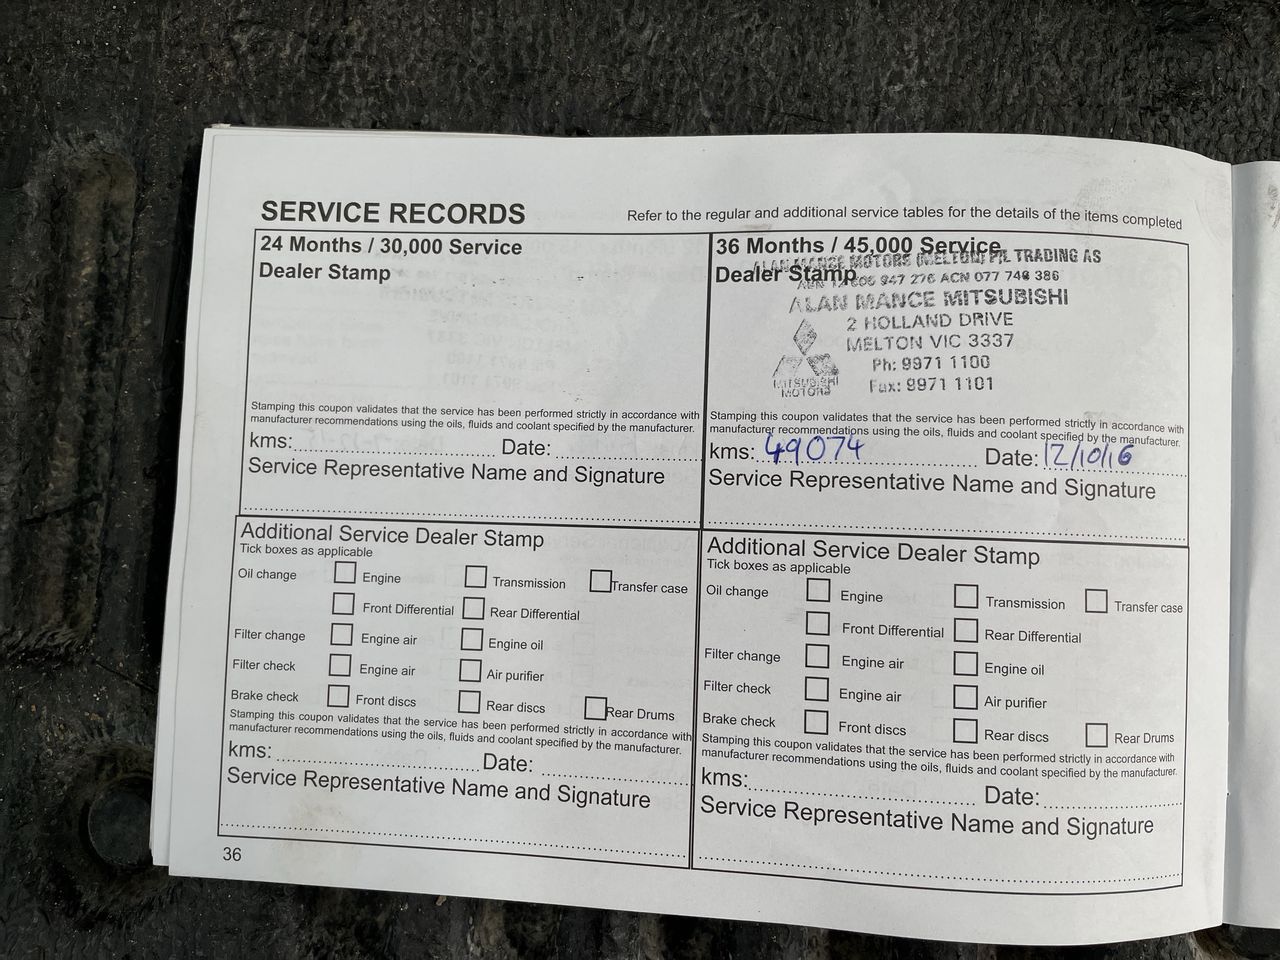 SERVICE RECORDS
Refer to the regular and additional service tables for the details of the items completed
24 Months / 30,000 Service
Dealer Stamp
Stamping this coupon validates that the service has been performed strictly in accordance with
manufacturer recommendations using the oils, fluids and coolant specified by the manufacturer.
kms: Date:
Service Representative Name and Signature
36 Months / 45,000 Service
Dealer Stamp
ALAN MANCE MOTORS (MELTON) P/L TRADING AS
947 276 ACN 077 748 386
ALAN MANCE MITSUBISHI
2 HOLLAND DRIVE
MELTON VIC 3337
Ph: 9971 1100
Fax: 9971 1101
MITSUBISHI
MOTORS
Stamping this coupon validates that the service has been performed strictly in accordance with
manufacturer recommendations using the oils, fluids and coolant specified by the manufacturer.
kms: 49074 Date: 12/10/16
Service Representative Name and Signature
Additional Service Dealer Stamp
Tick boxes as applicable
Oil change Engine Transmission Transfer case
Front Differential Rear Differential
Filter change Engine air Engine oil
Filter check Engine air Air purifier
Brake check Front discs Rear discs Rear Drums
Stamping this coupon validates that the service has been performed strictly in accordance with
manufacturer recommendations using the oils, fluids and coolant specified by the manufacturer.
kms: Date:
Service Representative Name and Signature
Additional Service Dealer Stamp
Tick boxes as applicable
Oil change Engine Transmission Transfer case
Front Differential Rear Differential
Filter change Engine air Engine oil
Filter check Engine air Air purifier
Brake check Front discs Rear discs Rear Drums
Stamping this coupon validates that the service has been performed strictly in accordance with
manufacturer recommendations using the oils, fluids and coolant specified by the manufacturer.
kms: Date:
Service Representative Name and Signature
36